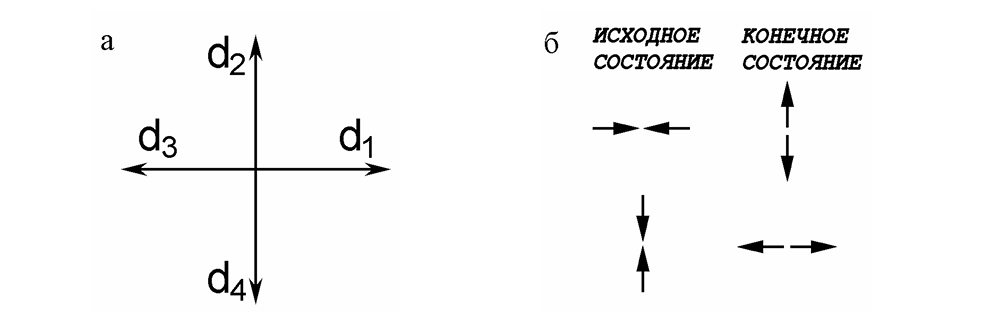 а
d2
d3
d1
d4
б
ИСХОДНОЕ
СОСТОЯНИЕ
КОНЕЧНОЕ
СОСТОЯНИЕ